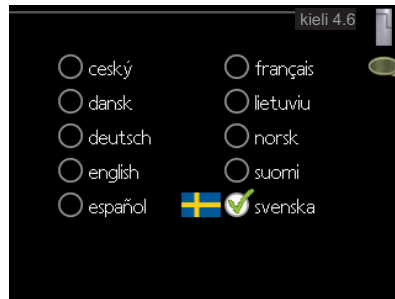 kieli 4.6
ceský
dansk
deutsch
english
español
français
lietuviu
norsk
suomi
svenska